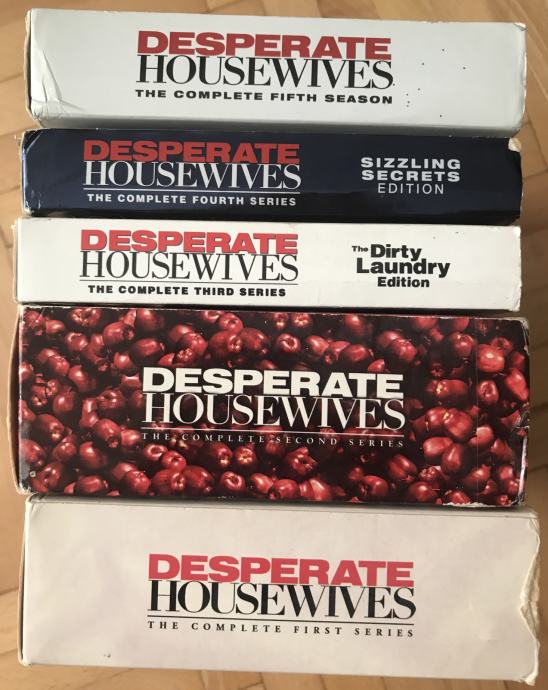 DESPERATE
HOUSEWIVES
THE COMPLETE FIFTH SEASON
DESPERATE
HOUSEWIVES
THE COMPLETE FOURTH SERIES
SIZZLING
SECRETS
EDITION
DESPERATE
HOUSEWIVES
THE COMPLETE THIRD SERIES
The Dirty
Laundry
Edition
DESPERATE
HOUSEWIVES
THE COMPLETE SECOND SERIES
DESPERATE
HOUSEWIVES
THE COMPLETE FIRST SERIES